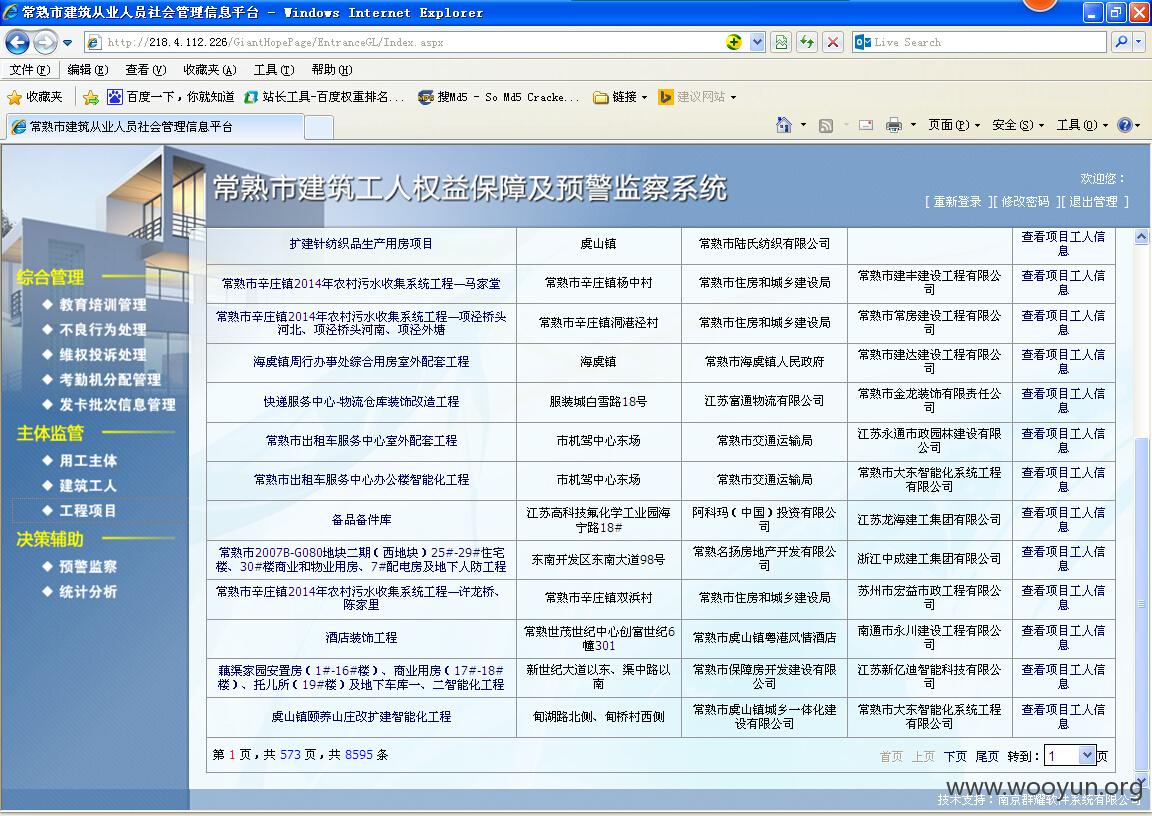 常熟市建筑从业人员社会管理信息平台 - Windows Internet Explorer
http://218.4.112.226/GiantHopePage/EntranceGL/Index.aspx
Live Search
文件(F) 编辑(E) 查看(V) 收藏夹(A) 工具(T) 帮助(H)
收藏夹 百度一下，你就知道 站长工具-百度权重排名... 搜Md5 - So Md5 Cracke... 链接 建议网站
常熟市建筑从业人员社会管理信息平台
页面(P) 安全(S) 工具(O)
常熟市建筑工人权益保障及预警监察系统
欢迎您：
[ 重新登录 ][ 修改密码 ][ 退出管理 ]
综合管理
教育培训管理
不良行为处理
维权投诉处理
考勤机分配管理
发卡批次信息管理
主体监管
用工主体
建筑工人
工程项目
决策辅助
预警监察
统计分析
扩建针纺织品生产用房项目 虞山镇 常熟市陆氏纺织有限公司 查看项目工人信
息
常熟市辛庄镇2014年农村污水收集系统工程—马家堂 常熟市辛庄镇杨中村 常熟市住房和城乡建设局 常熟市建丰建设工程有限公 查看项目工人信
司 息
常熟市辛庄镇2014年农村污水收集系统工程—项泾桥头 常熟市辛庄镇洞港泾村 常熟市住房和城乡建设局 常熟市常房建设工程有限公 查看项目工人信
河北、项泾桥头河南、项泾外塘 司 息
海虞镇周行办事处综合用房室外配套工程 海虞镇 常熟市海虞镇人民政府 常熟市建达建设工程有限公 查看项目工人信
司 息
快递服务中心-物流仓库装饰改造工程 服装城白雪路18号 江苏富通物流有限公司 常熟市金龙装饰有限责任公 查看项目工人信
司 息
常熟市出租车服务中心室外配套工程 市机驾中心东场 常熟市交通运输局 江苏永通市政园林建设有限 查看项目工人信
公司 息
常熟市出租车服务中心办公楼智能化工程 市机驾中心东场 常熟市交通运输局 常熟市大东智能化系统工程 查看项目工人信
有限公司 息
备品备件库 江苏高科技氟化学工业园海 阿科玛（中国）投资有限公 江苏龙海建工集团有限公司 查看项目工人信
宁路18# 司 息
常熟市2007B-G080地块二期（西地块）25#-29#住宅 东南开发区东南大道98号 常熟名扬房地产开发有限公 浙江中成建工集团有限公司 查看项目工人信
楼、30#楼商业和物业用房、7#配电房及地下人防工程 司 息
常熟市辛庄镇2014年农村污水收集系统工程—许龙桥、 常熟市辛庄镇双浜村 常熟市住房和城乡建设局 苏州市宏益市政工程有限公 查看项目工人信
陈家里 司 息
酒店装饰工程 常熟世茂世纪中心创富世纪6 常熟市虞山镇粤港风情酒店 南通市永川建设工程有限公 查看项目工人信
幢301 司 息
藕渠家园安置房（1#-16#楼）、商业用房（17#-18# 新世纪大道以东、渠中路以 常熟市保障房开发建设有限 江苏新亿迪智能科技有限公 查看项目工人信
楼）、托儿所（19#楼）及地下车库一、二智能化工程 南 公司 司 息
虞山镇颐养山庄改扩建智能化工程 甸湖路北侧、甸桥村西侧 常熟市虞山镇城乡一体化建 常熟市大东智能化系统工程 查看项目工人信
设有限公司 有限公司 息
第 1 页，共 573 页，共 8595 条 首页 上页 下页 尾页 转到： 1 页
www.wooyun.org
技术支持：南京群耀软件系统有限公司